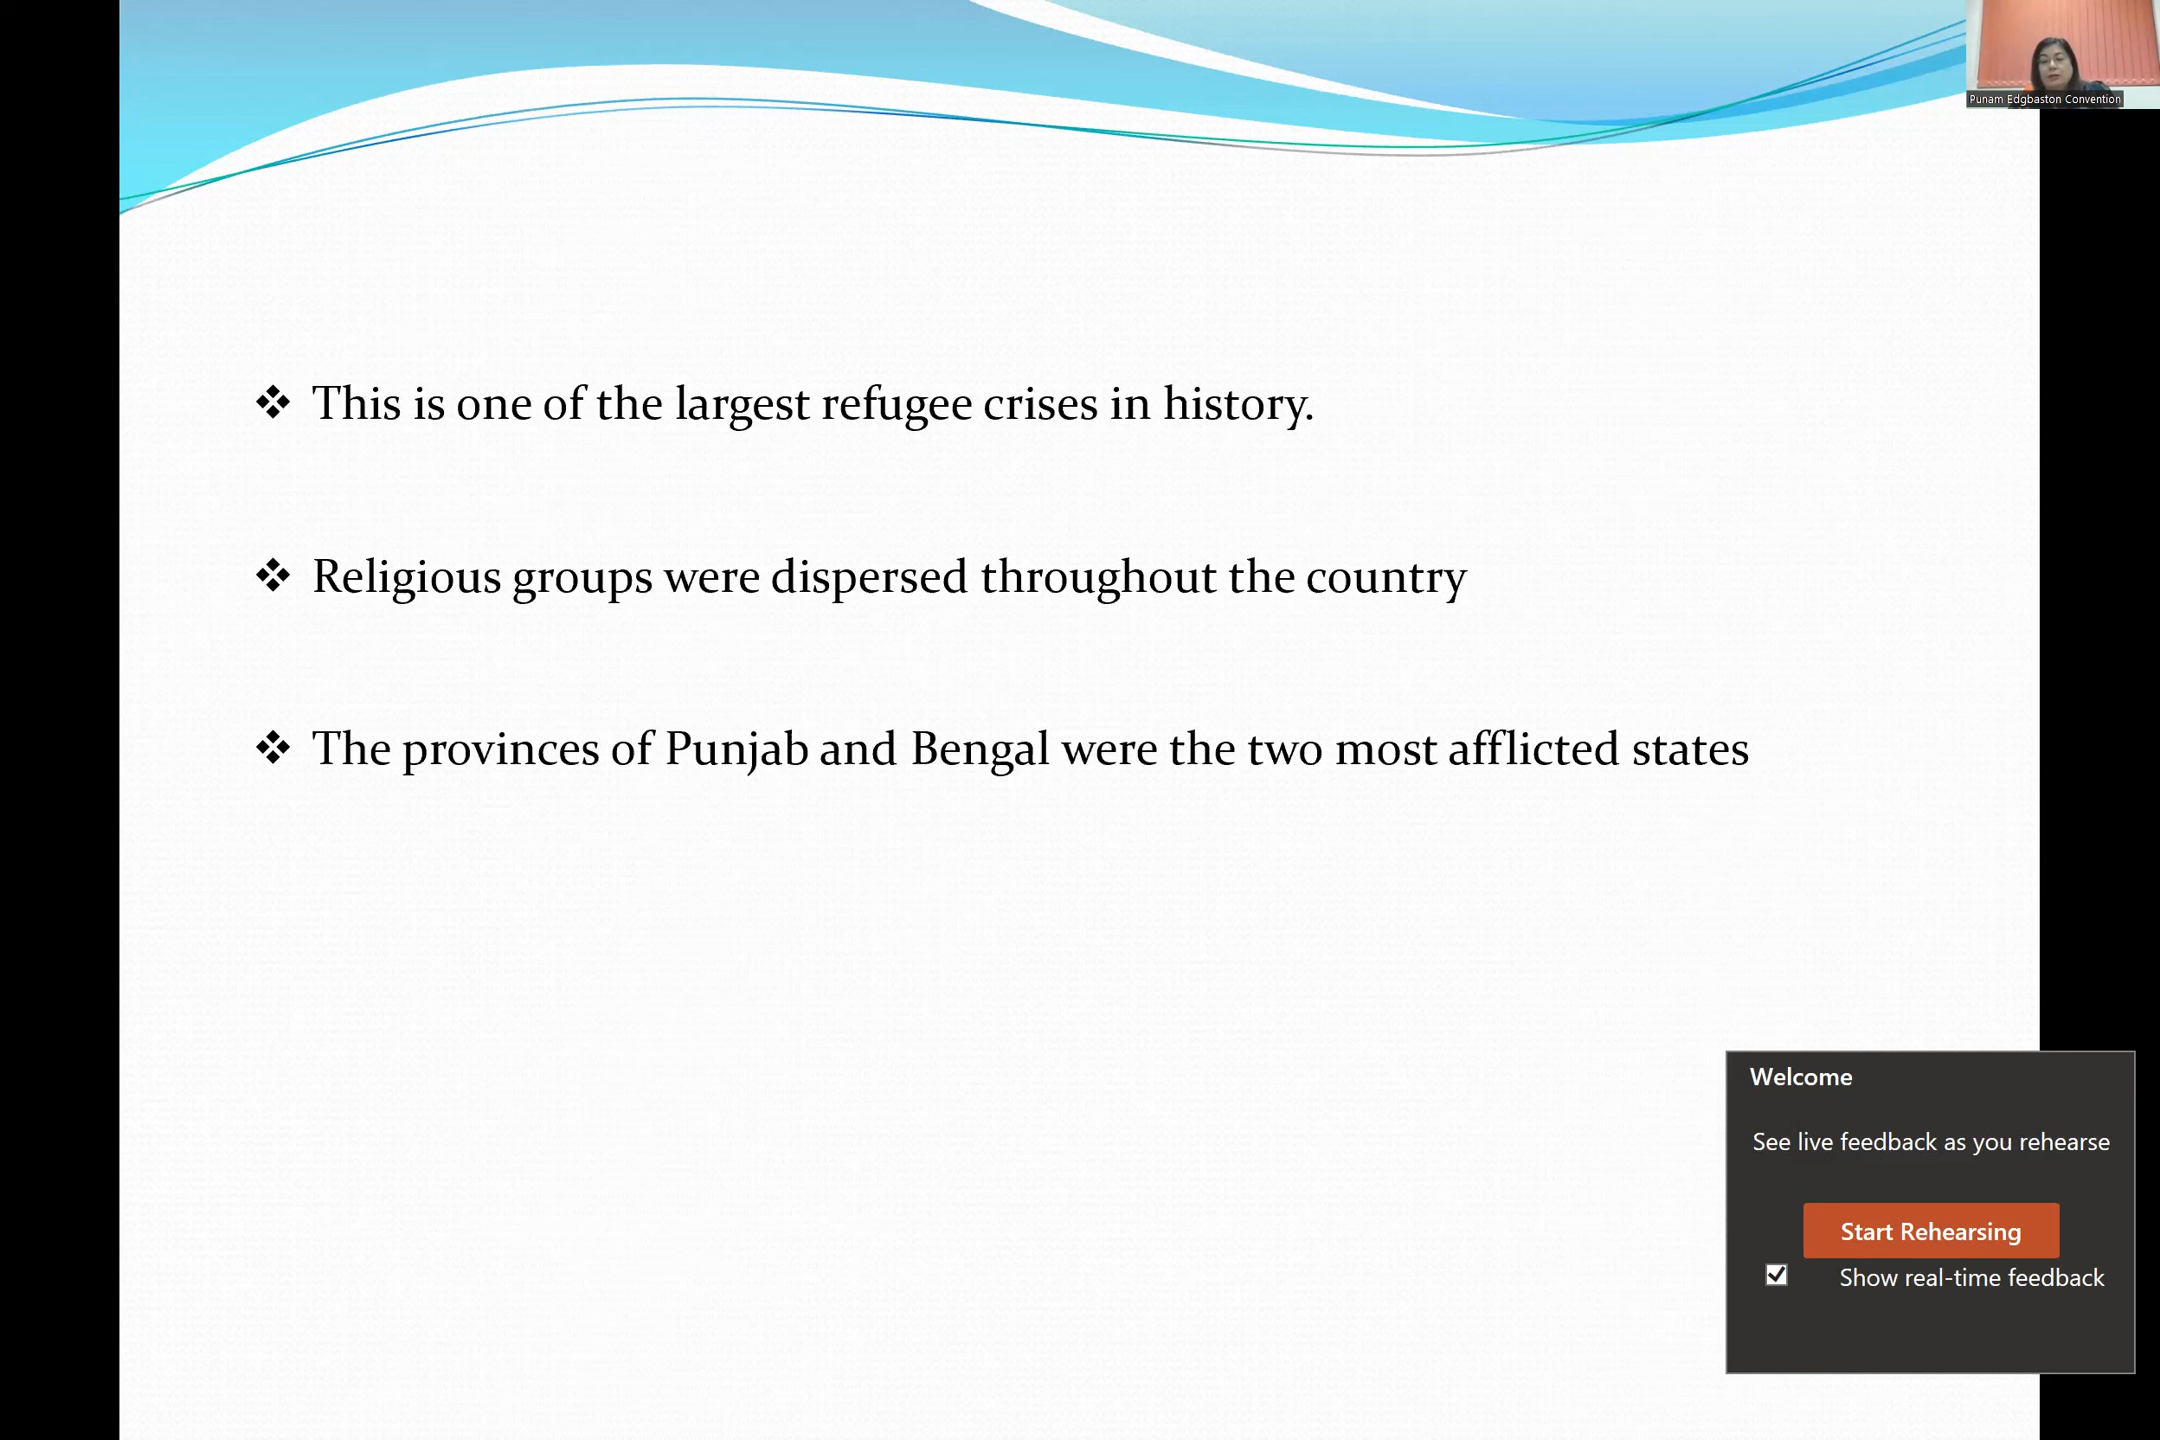 Punam Edgbaston Convention
❖ This is one of the largest refugee crises in history.
❖ Religious groups were dispersed throughout the country
❖ The provinces of Punjab and Bengal were the two most afflicted states
Welcome
See live feedback as you rehearse
Start Rehearsing
Show real-time feedback